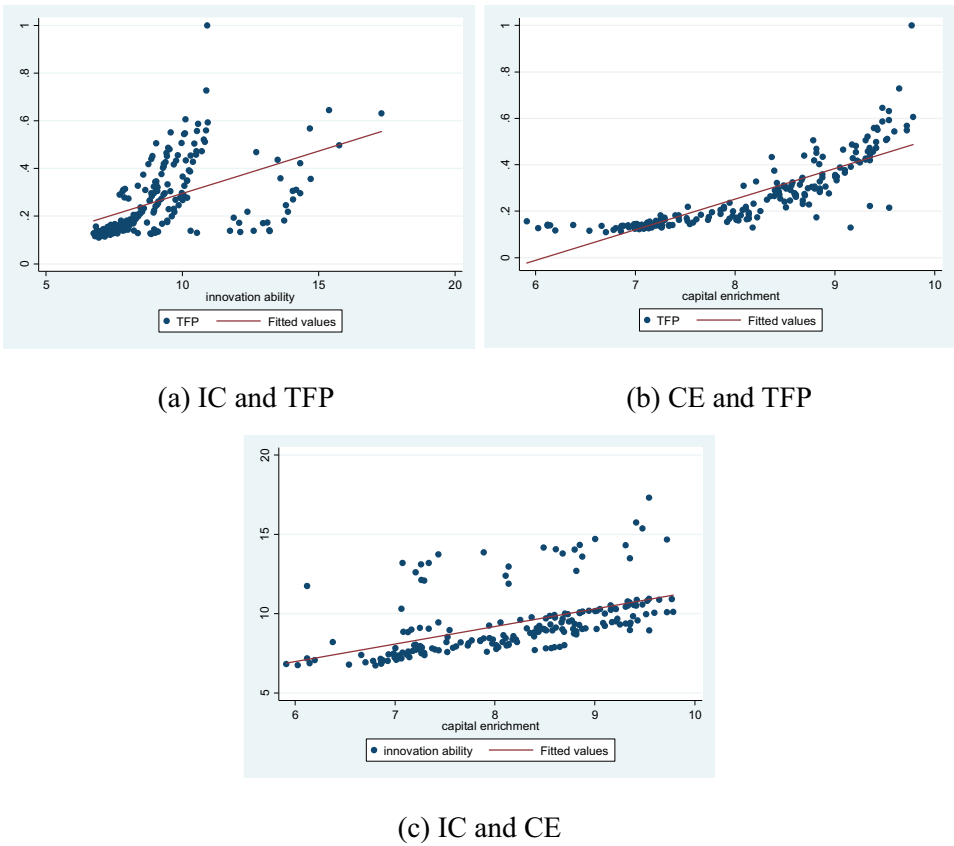 1
.8
.6
.4
.2
0
5 10 15 20
innovation ability
TFP Fitted values
1
.8
.6
.4
.2
0
6 7 8 9 10
capital enrichment
TFP Fitted values
(a) IC and TFP
(b) CE and TFP
20
15
10
5
6 7 8 9 10
capital enrichment
innovation ability Fitted values
(c) IC and CE